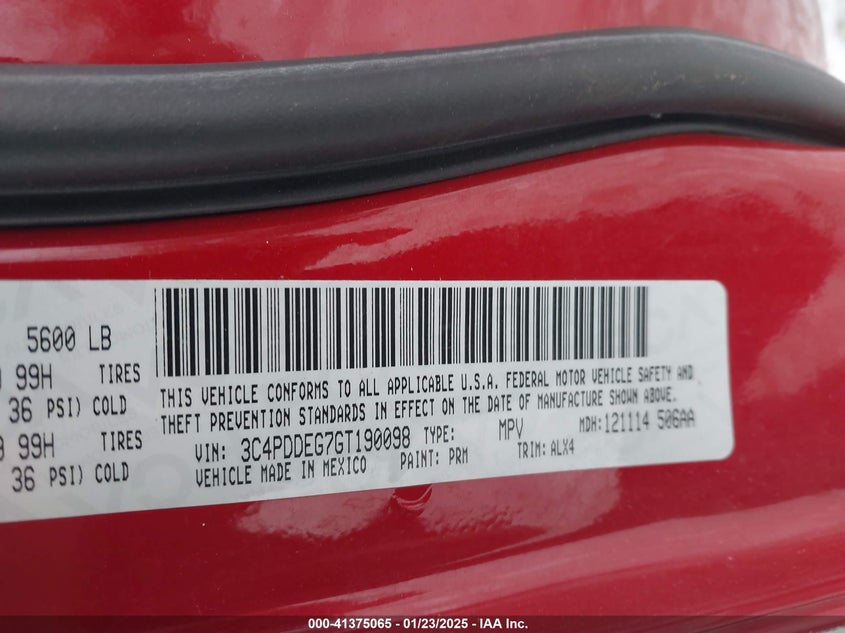 5600 LB
99H TIRES
36 PSI) COLD
99H TIRES
36 PSI) COLD
THIS VEHICLE CONFORMS TO ALL APPLICABLE U.S.A. FEDERAL MOTOR VEHICLE SAFETY AND
THEFT PREVENTION STANDARDS IN EFFECT ON THE DATE OF MANUFACTURE SHOWN ABOVE.
VIN: 3C4PDDEG7GT190098 TYPE: MPV MDH:121114 506AA
VEHICLE MADE IN MEXICO PAINT: PRM TRIM: ALX4
000-41375065 / 01/23/2025 - IAA Inc.